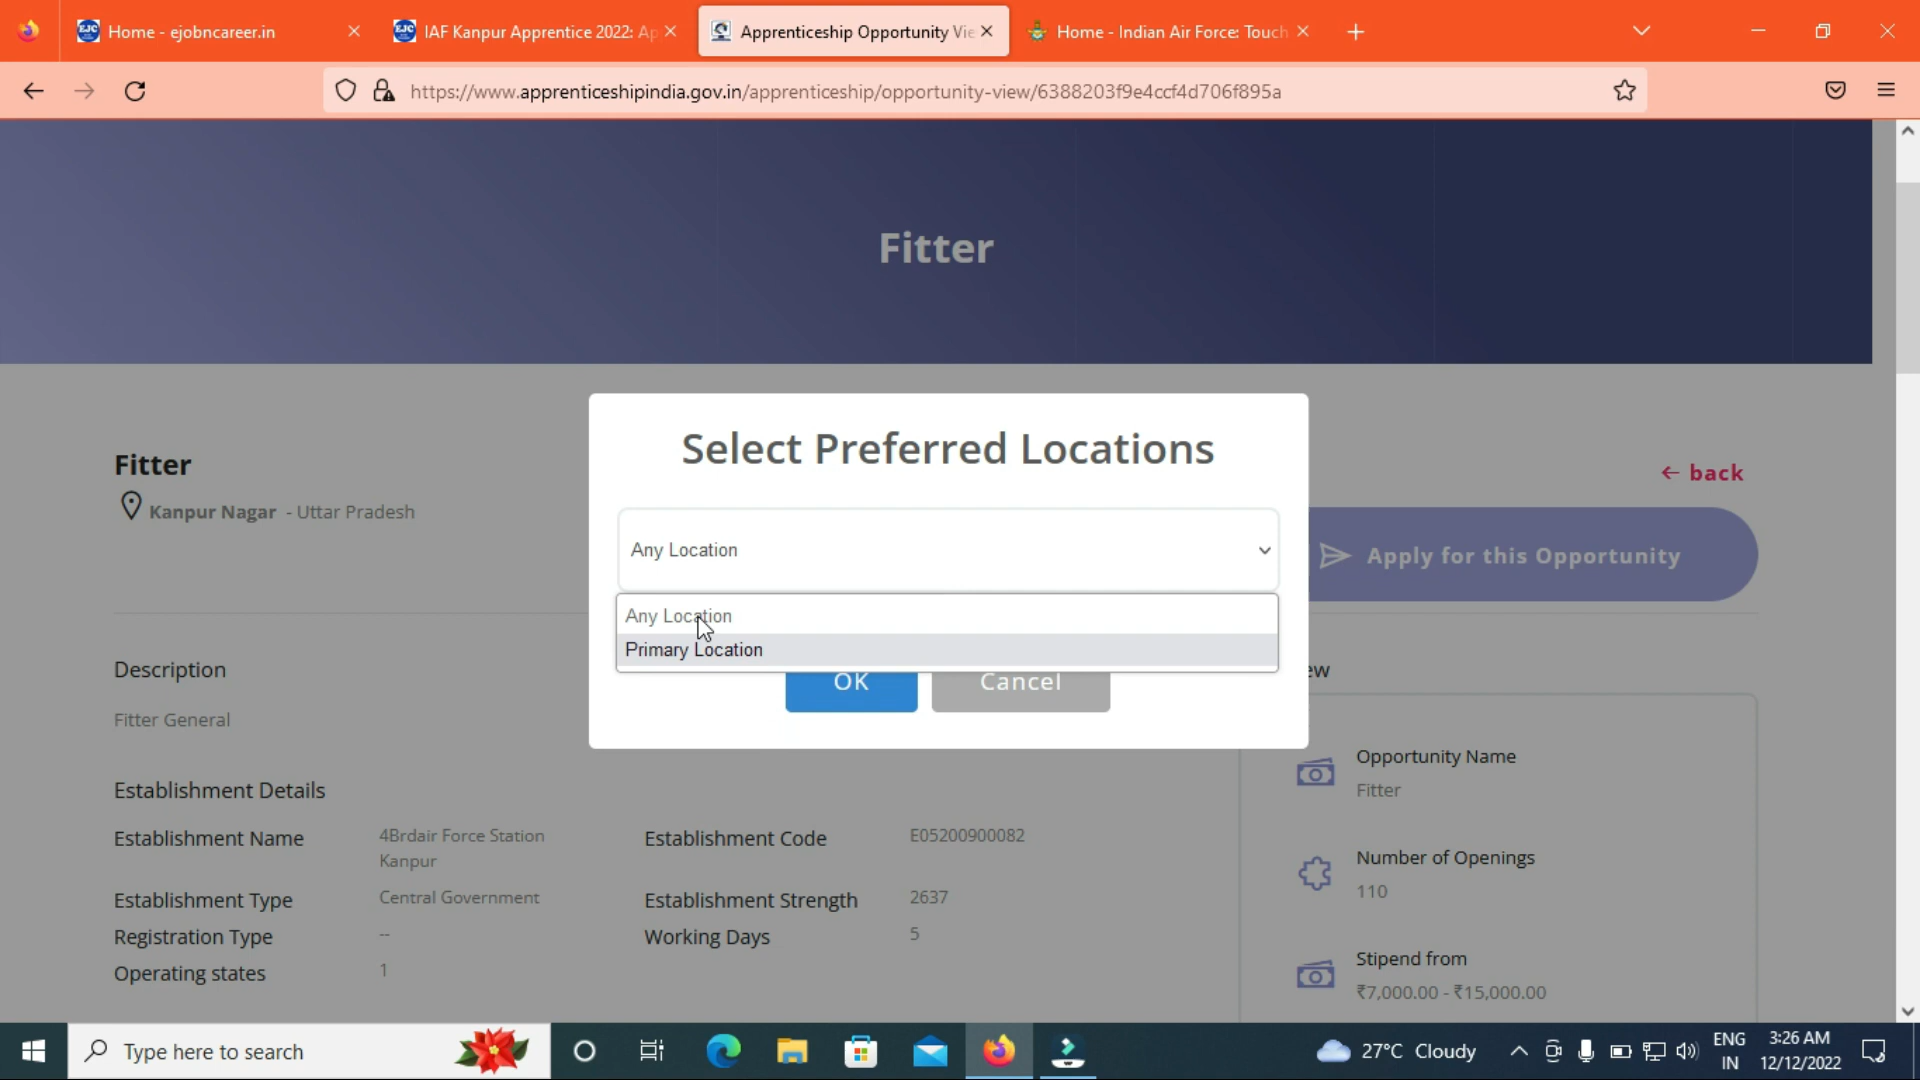 Home - ejobncareer.in
IAF Kanpur Apprentice 2022: Ap
Apprenticeship Opportunity Vie
Home - Indian Air Force: Touch
https://www.apprenticeshipindia.gov.in/apprenticeship/opportunity-view/6388203f9e4ccf4d706f895a
Fitter
Fitter
Kanpur Nagar - Uttar Pradesh
← back
Apply for this Opportunity
Select Preferred Locations
Any Location
Any Location
Primary Location
OK
Cancel
Description
Fitter General
ew
Establishment Details
Establishment Name
4Brdair Force Station
Kanpur
Establishment Code
E05200900082
Establishment Type
Central Government
Establishment Strength
2637
Registration Type
--
Working Days
5
Operating states
1
Opportunity Name
Fitter
Number of Openings
110
Stipend from
₹7,000.00 - ₹15,000.00
Type here to search
27°C Cloudy
ENG
IN
3:26 AM
12/12/2022